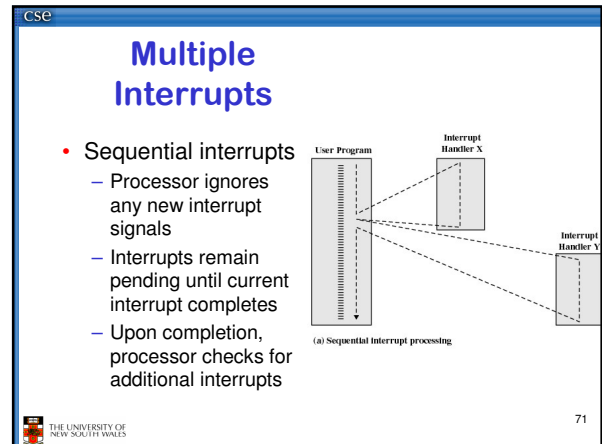 cse
Multiple
Interrupts
• Sequential interrupts
– Processor ignores
any new interrupt
signals
– Interrupts remain
pending until current
interrupt completes
– Upon completion,
processor checks for
additional interrupts
User Program
Interrupt
Handler X
Interrupt
Handler Y
(a) Sequential interrupt processing
THE UNIVERSITY OF
NEW SOUTH WALES
71